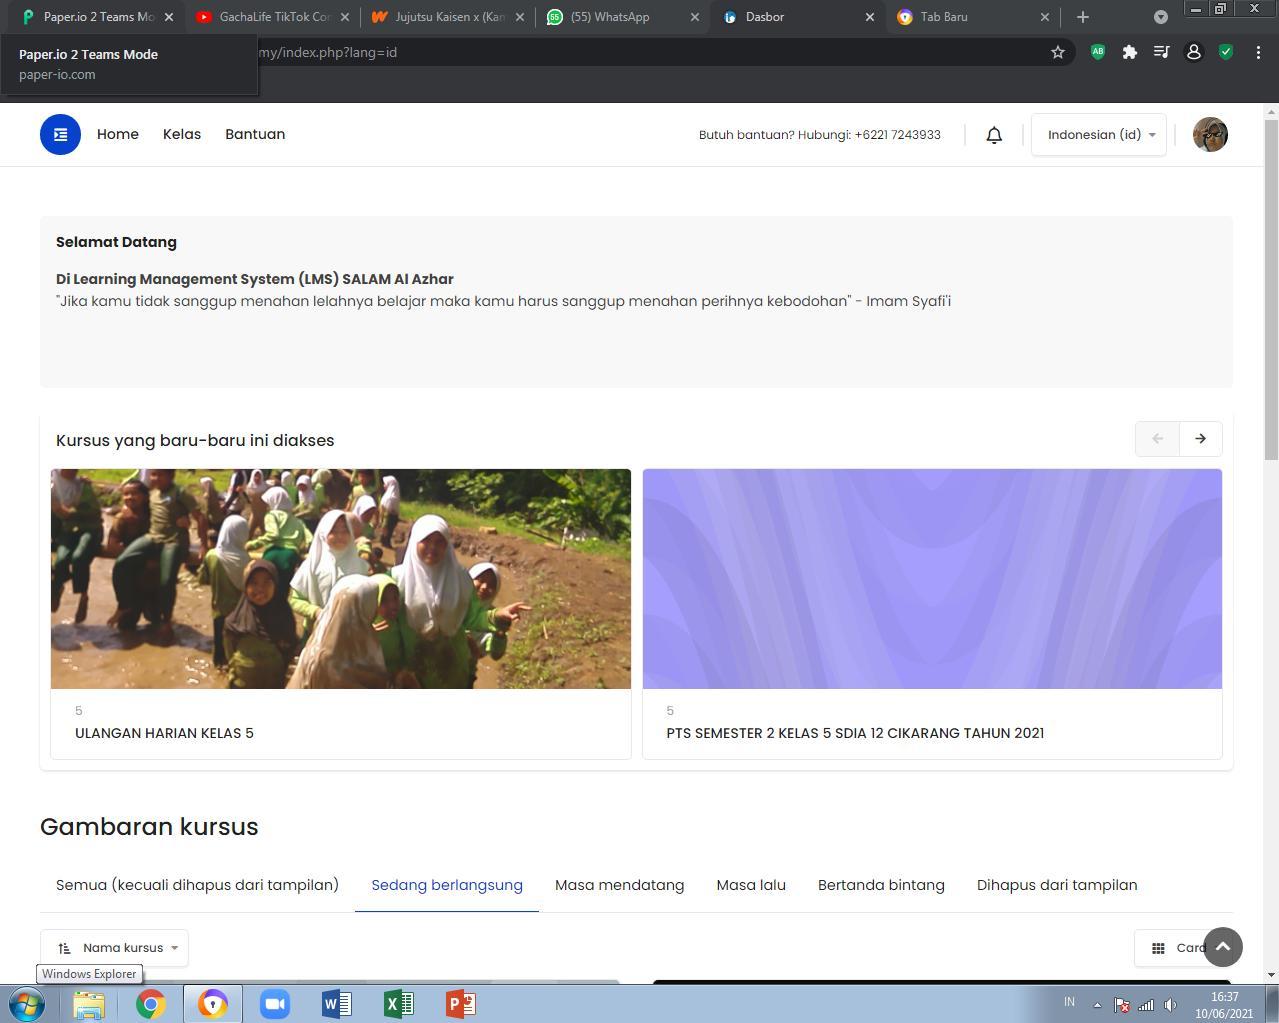 Paper.io 2 Teams Mo
GachaLife TikTok Con
Jujutsu Kaisen x (Kam
(55) WhatsApp
Dasbor
Tab Baru
Paper.io 2 Teams Mode
paper-io.com
my/index.php?lang=id
Home
Kelas
Bantuan
Butuh bantuan? Hubungi: +6221 7243933
Indonesian (id)
Selamat Datang
Di Learning Management System (LMS) SALAM Al Azhar
"Jika kamu tidak sanggup menahan lelahnya belajar maka kamu harus sanggup menahan perihnya kebodohan" - Imam Syafi'i
Kursus yang baru-baru ini diakses
5
ULANGAN HARIAN KELAS 5
5
PTS SEMESTER 2 KELAS 5 SDIA 12 CIKARANG TAHUN 2021
Gambaran kursus
Semua (kecuali dihapus dari tampilan)
Sedang berlangsung
Masa mendatang
Masa lalu
Bertanda bintang
Dihapus dari tampilan
Nama kursus
Card
Windows Explorer
IN
16:37
10/06/2021